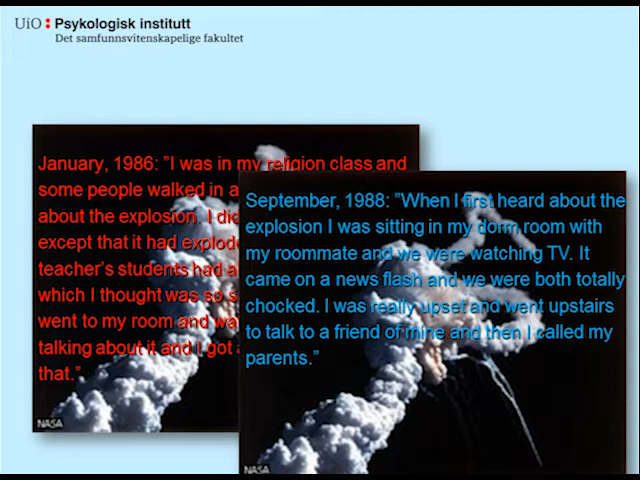 UiO: Psykologisk institutt
Det samfunnsvitenskapelige fakultet
January, 1986: ”I was in my religion class and
some people walked in a
about the explosion. I did
except that it had explod
teacher’s students had a
which I thought was so s
went to my room and wa
talking about it and I got a
that.”
NASA
September, 1988: ”When I first heard about the
explosion I was sitting in my dorm room with
my roommate and we were watching TV. It
came on a news flash and we were both totally
chocked. I was really upset and went upstairs
to talk to a friend of mine and then I called my
parents.”
NASA